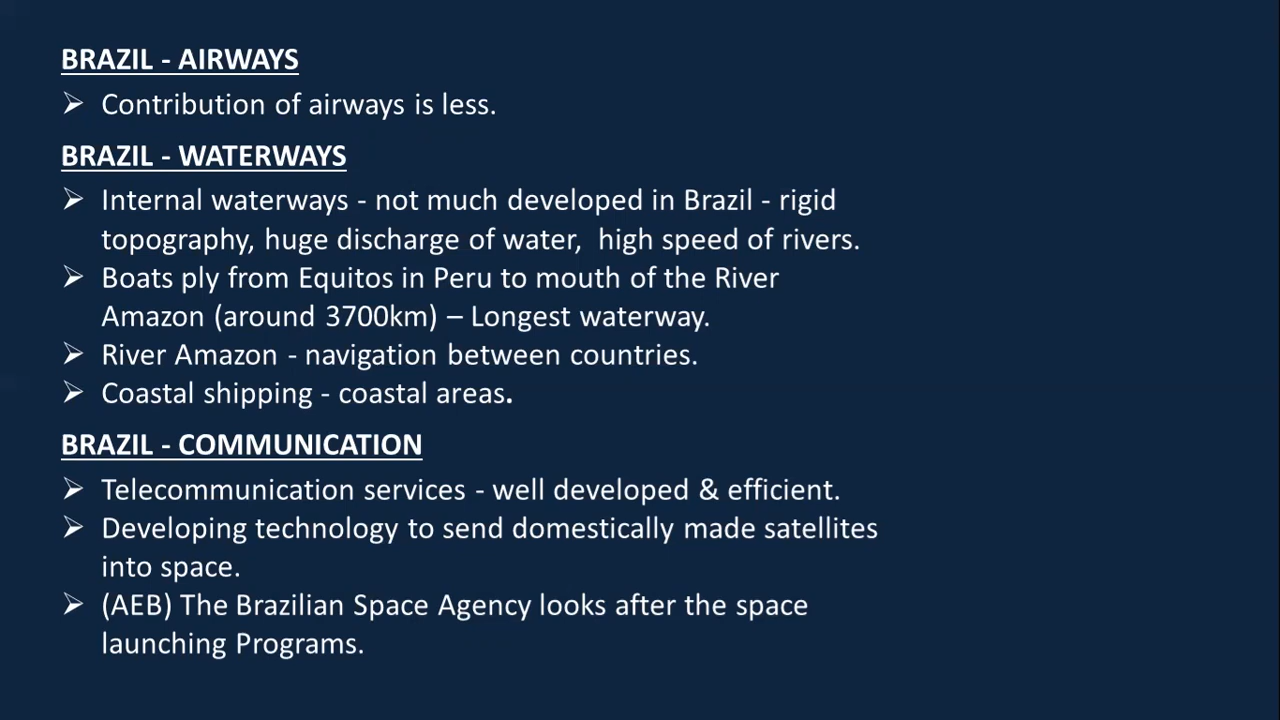 BRAZIL - AIRWAYS
➢ Contribution of airways is less.
BRAZIL - WATERWAYS
➢ Internal waterways - not much developed in Brazil - rigid
topography, huge discharge of water,  high speed of rivers.
➢ Boats ply from Equitos in Peru to mouth of the River
Amazon (around 3700km) – Longest waterway.
➢ River Amazon - navigation between countries.
➢ Coastal shipping - coastal areas.
BRAZIL - COMMUNICATION
➢ Telecommunication services - well developed & efficient.
➢ Developing technology to send domestically made satellites
into space.
➢ (AEB) The Brazilian Space Agency looks after the space
launching Programs.